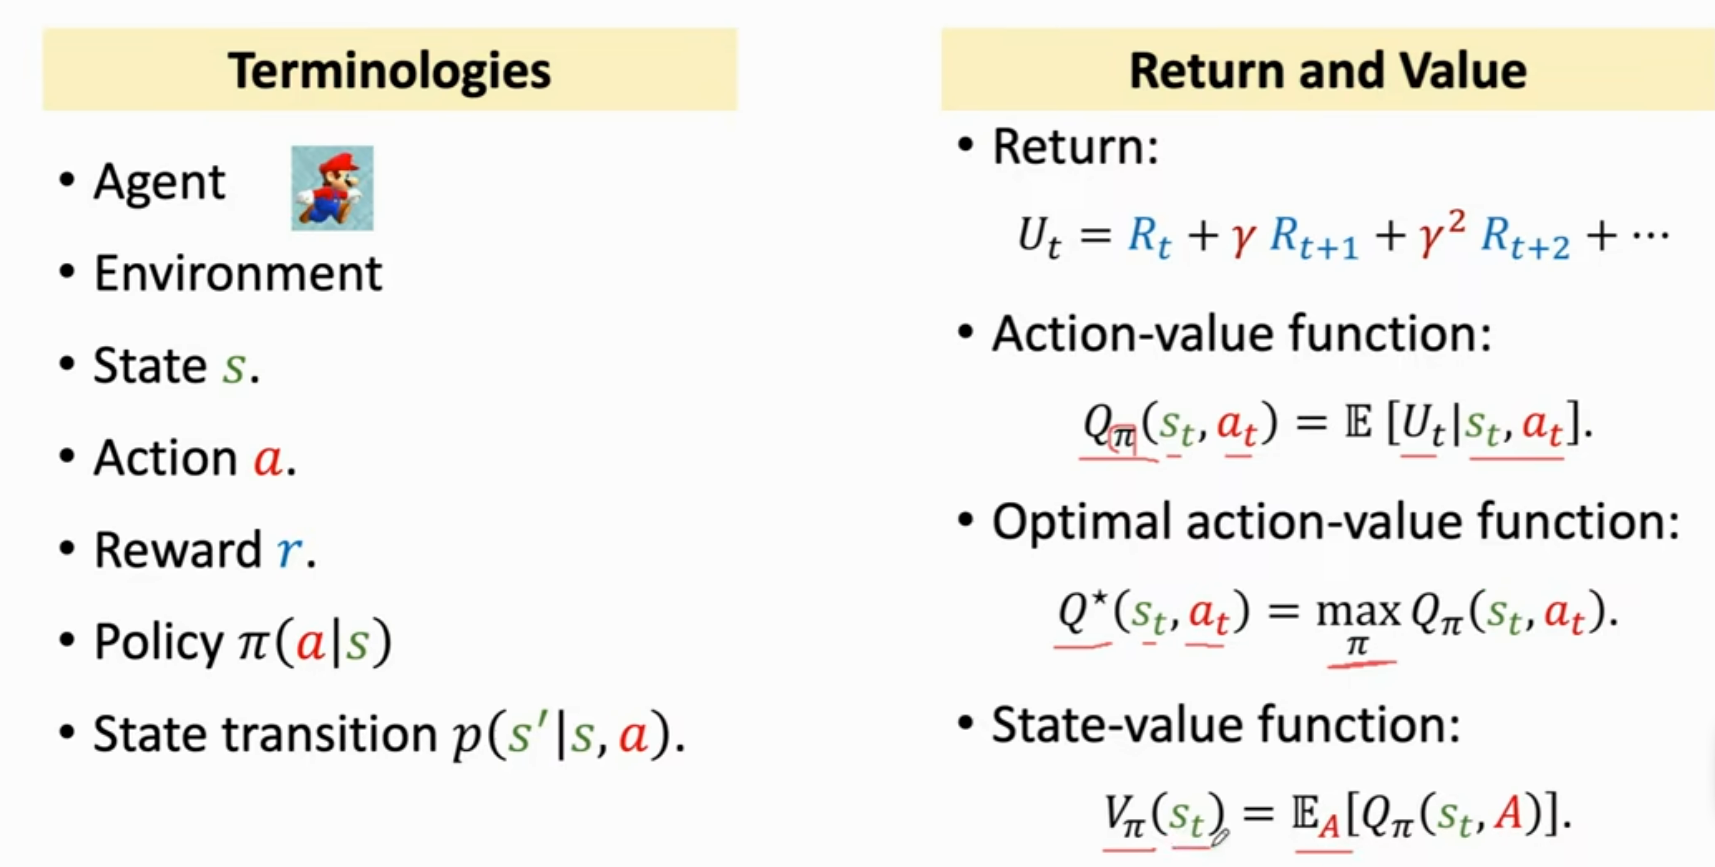 Terminologies
• Agent
• Environment
• State s.
• Action a.
• Reward r.
• Policy π(a|s)
• State transition p(s′|s, a).
Return and Value
• Return:
U_t = R_t + γ R_{t+1} + γ² R_{t+2} + ⋯
• Action-value function:
Q_π(s_t, a_t) = 𝔼 [U_t|s_t, a_t].
• Optimal action-value function:
Q⋆(s_t, a_t) = max_π Q_π(s_t, a_t).
• State-value function:
V_π(s_t) = 𝔼_A[Q_π(s_t, A)].